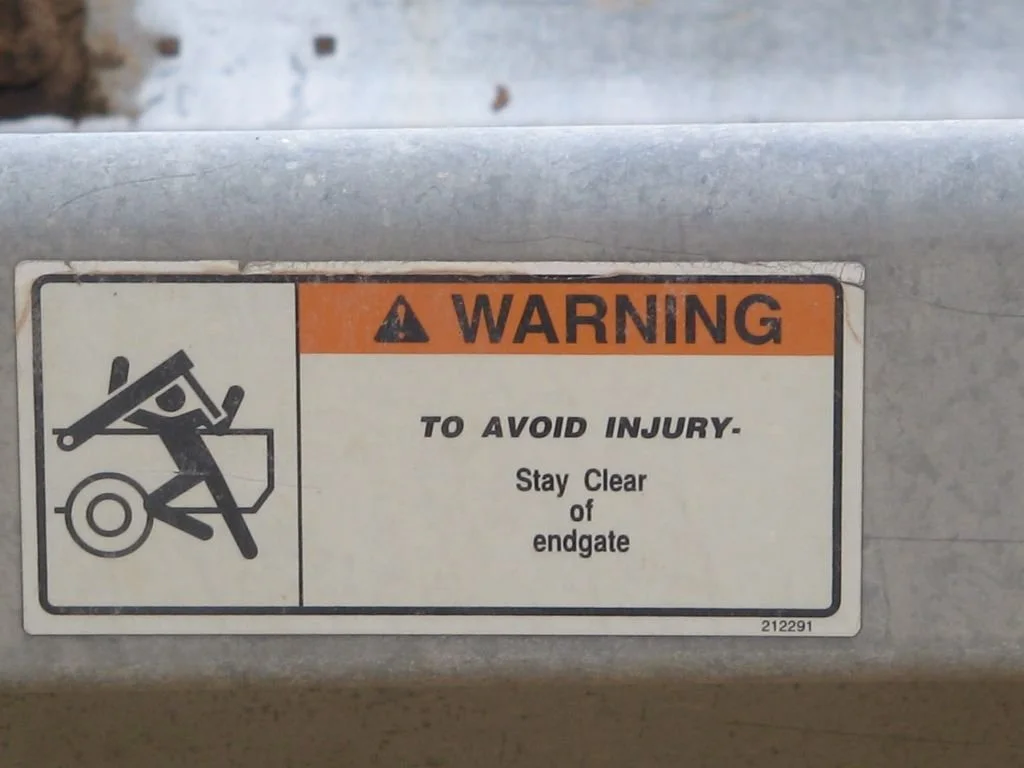 WARNING
TO AVOID INJURY-
Stay Clear
of
endgate
212291